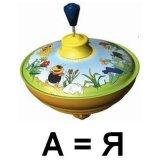 А = Я